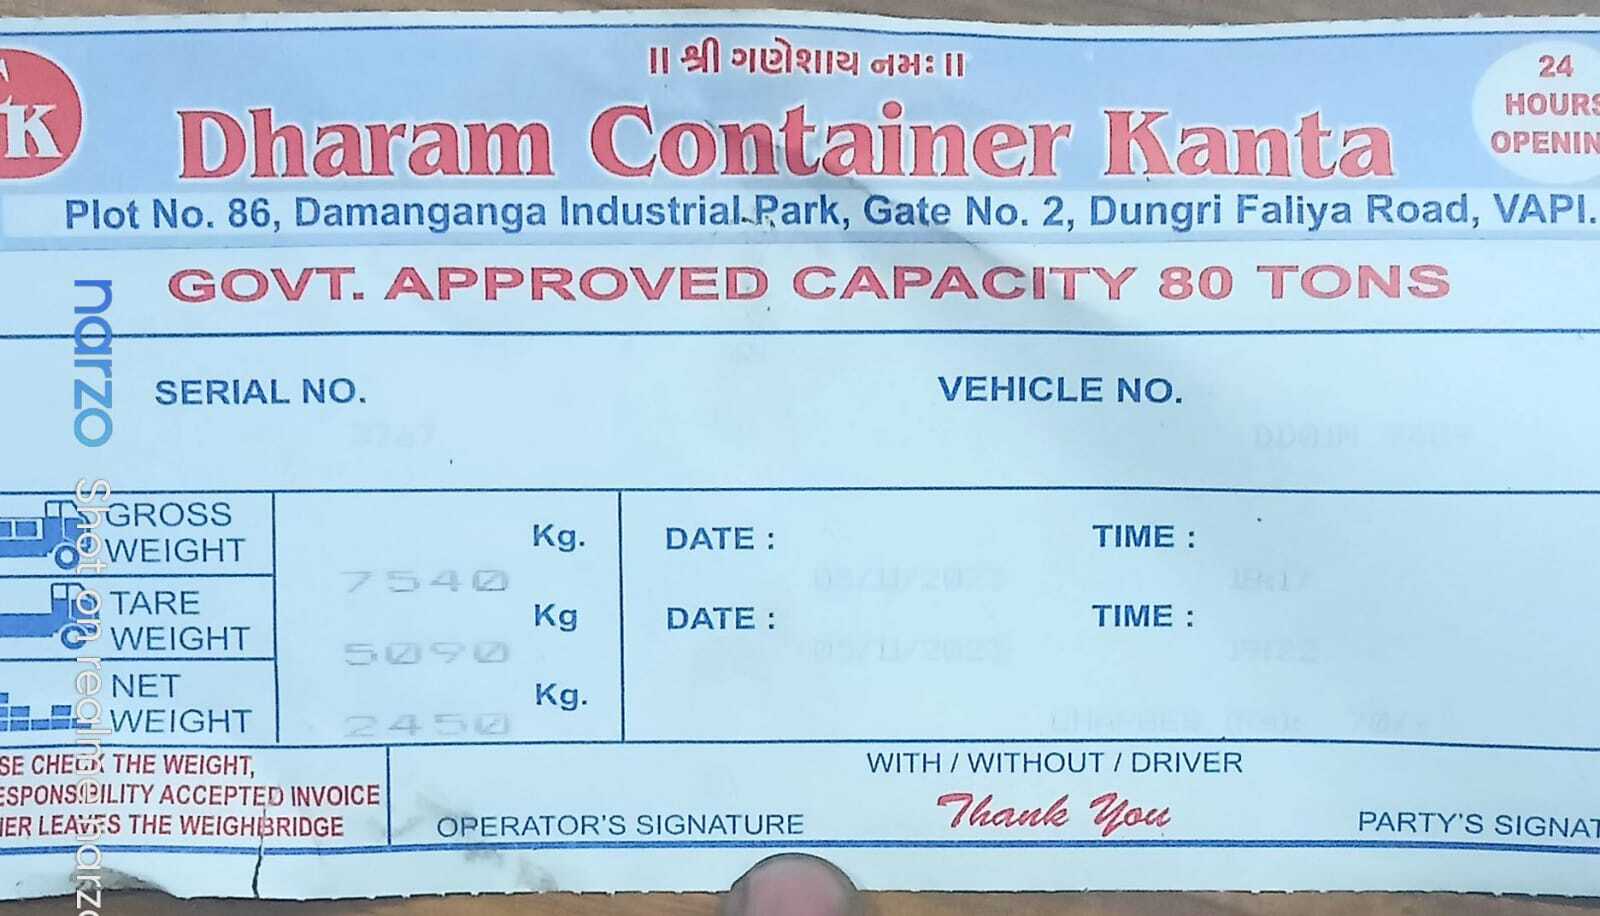 ॥ શ્રી ગણેશાય નમઃ ॥
24
HOURS
OPENIN
K
Dharam Container Kanta
Plot No. 86, Damanganga Industrial Park, Gate No. 2, Dungri Faliya Road, VAPI.
GOVT. APPROVED CAPACITY 80 TONS
SERIAL NO.
VEHICLE NO.
GROSS
WEIGHT
7540 Kg.
DATE :
TIME :
TARE
WEIGHT
5090 Kg
DATE :
TIME :
NET
WEIGHT
2450 Kg.
SE CHECK THE WEIGHT,
ESPONSIBILITY ACCEPTED INVOICE
ER LEAVES THE WEIGHBRIDGE
OPERATOR'S SIGNATURE
WITH / WITHOUT / DRIVER
Thank You
PARTY'S SIGNAT
narzo Shot on realme narzo